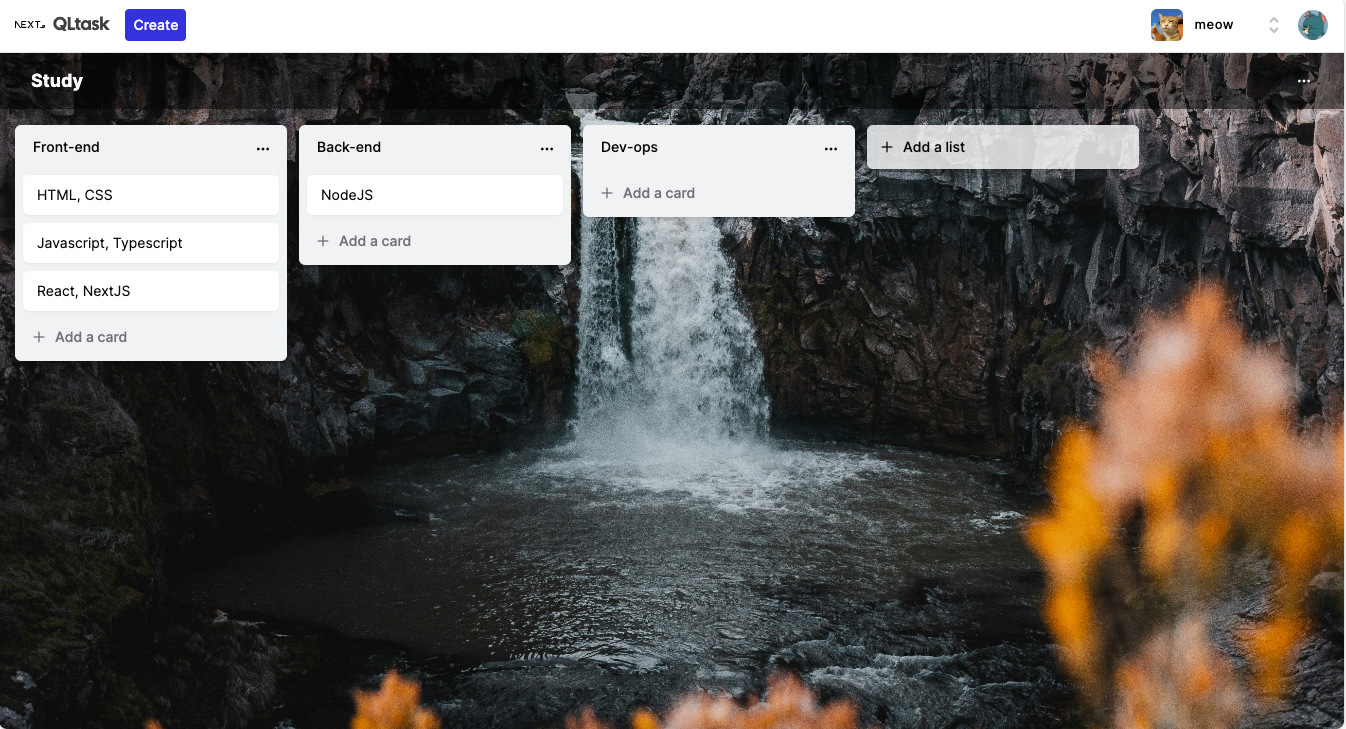 NEXT.JS QLtask Create meow
Study
Front-end
HTML, CSS
Javascript, Typescript
React, NextJS
+ Add a card
Back-end
NodeJS
+ Add a card
Dev-ops
+ Add a card
+ Add a list